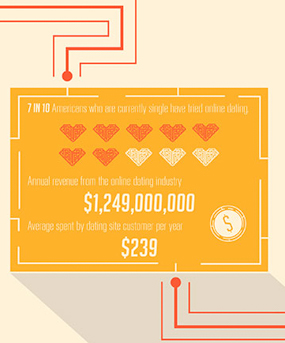 7 IN 10 Americans who are currently single have tried online dating.
Annual revenue from the online dating industry
$1,249,000,000
Average spent by dating site customer per year
$239
$